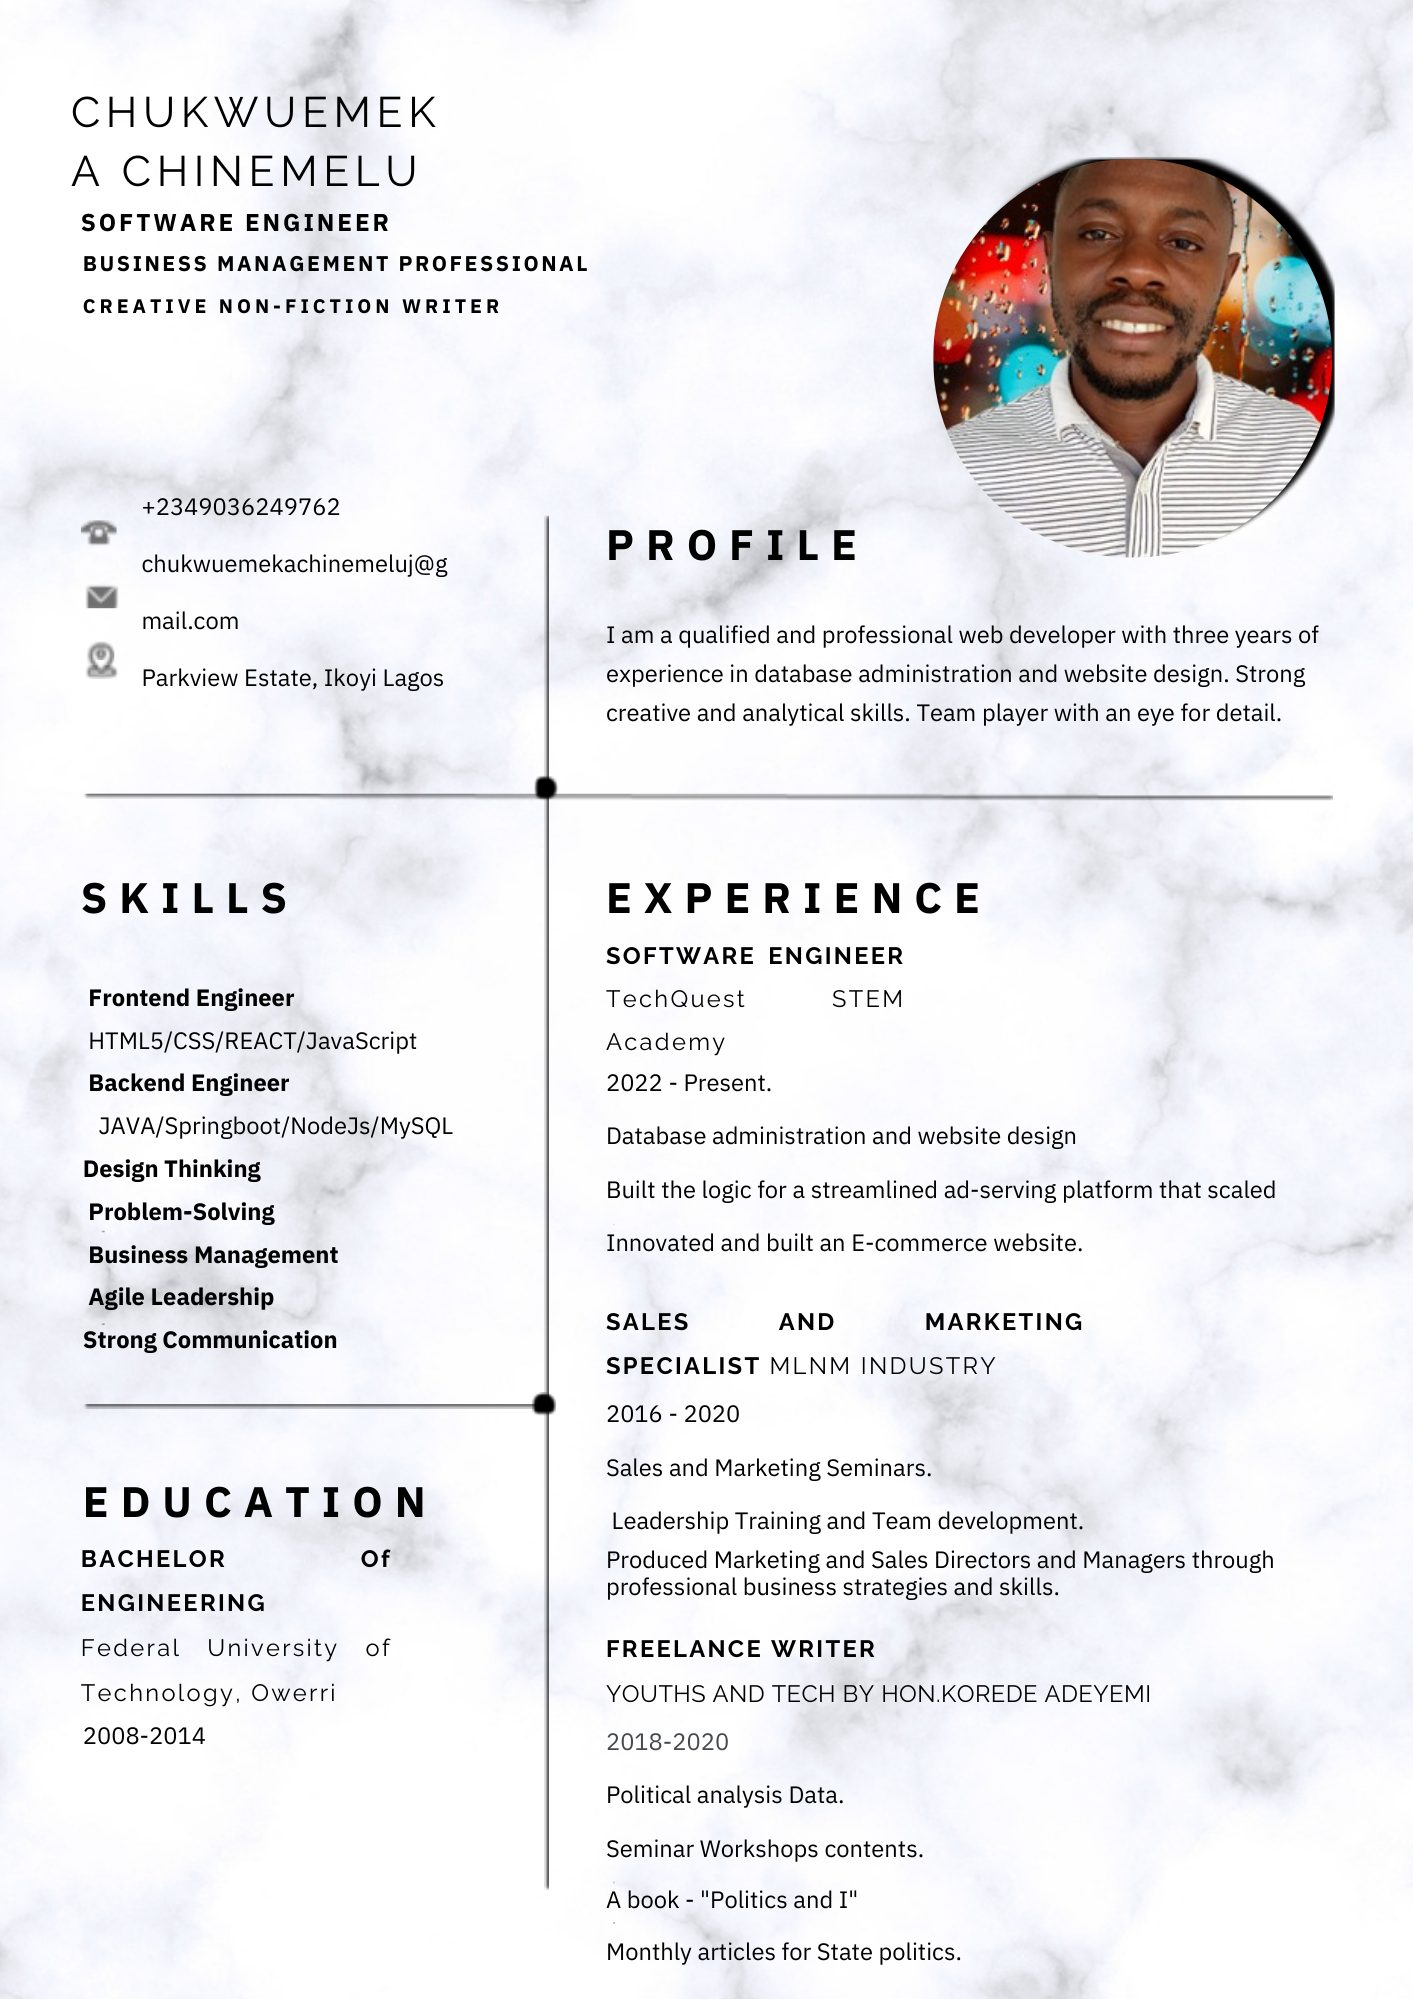 CHUKWUEMEK
A CHINEMELU
SOFTWARE ENGINEER
BUSINESS MANAGEMENT PROFESSIONAL
CREATIVE NON-FICTION WRITER
+2349036249762
chukwuemekachinemeluj@g
mail.com
Parkview Estate, Ikoyi Lagos
PROFILE
I am a qualified and professional web developer with three years of
experience in database administration and website design. Strong
creative and analytical skills. Team player with an eye for detail.
SKILLS
Frontend Engineer
HTML5/CSS/REACT/JavaScript
Backend Engineer
JAVA/Springboot/NodeJs/MySQL
Design Thinking
Problem-Solving
Business Management
Agile Leadership
Strong Communication
EDUCATION
BACHELOR Of
ENGINEERING
Federal University of
Technology, Owerri
2008-2014
EXPERIENCE
SOFTWARE ENGINEER
TechQuest STEM
Academy
2022 - Present.
Database administration and website design
Built the logic for a streamlined ad-serving platform that scaled
Innovated and built an E-commerce website.
SALES AND MARKETING
SPECIALIST MLNM INDUSTRY
2016 - 2020
Sales and Marketing Seminars.
Leadership Training and Team development.
Produced Marketing and Sales Directors and Managers through
professional business strategies and skills.
FREELANCE WRITER
YOUTHS AND TECH BY HON.KOREDE ADEYEMI
2018-2020
Political analysis Data.
Seminar Workshops contents.
A book - "Politics and I"
Monthly articles for State politics.